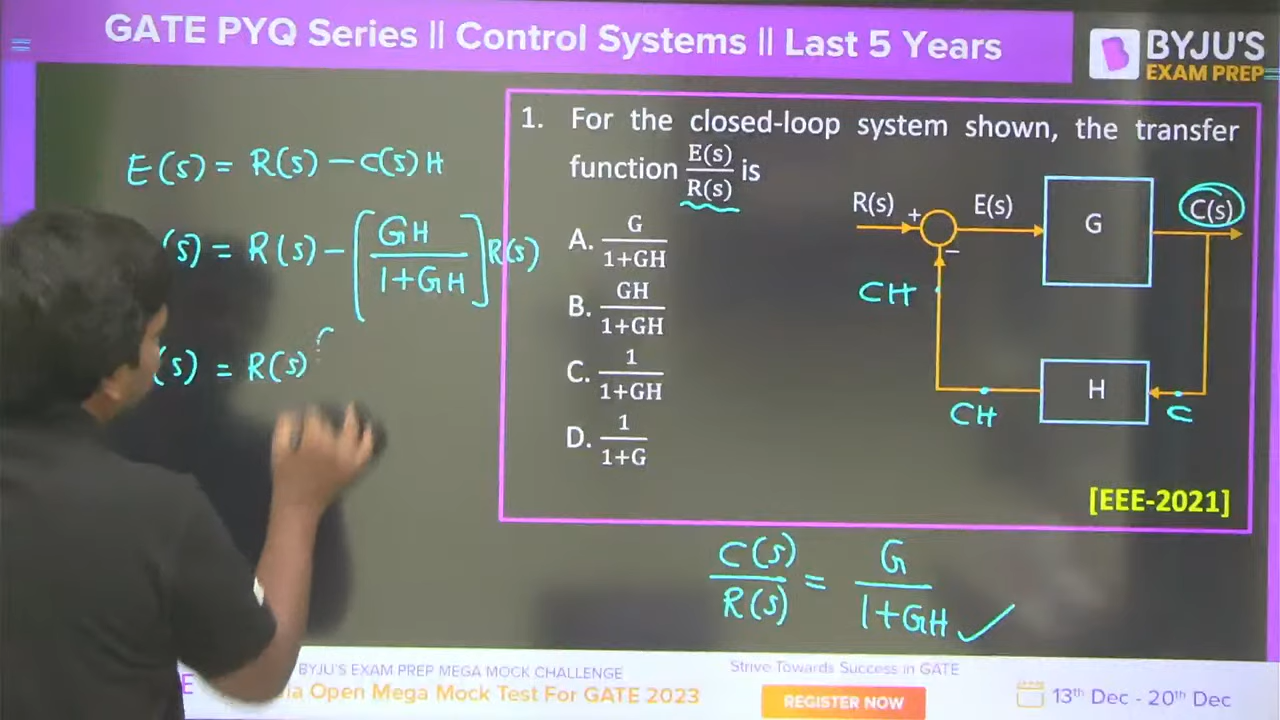 GATE PYQ Series || Control Systems || Last 5 Years
BYJU'S
EXAM PREP
E(s) = R(s) - C(s)H
(s) = R(s) - [GH / 1+GH] R(s)
(s) = R(s)
1. For the closed-loop system shown, the transfer
function E(s)/R(s) is
A. G/1+GH
B. GH/1+GH
C. 1/1+GH
D. 1/1+G
R(s) + E(s) G C(s)
−
CH
H
CH C
[EEE-2021]
C(s)/R(s) = G/1+GH ✓
BYJU'S EXAM PREP MEGA MOCK CHALLENGE
Open Mega Mock Test For GATE 2023
Strive Towards Success in GATE
REGISTER NOW
13th Dec - 20th Dec